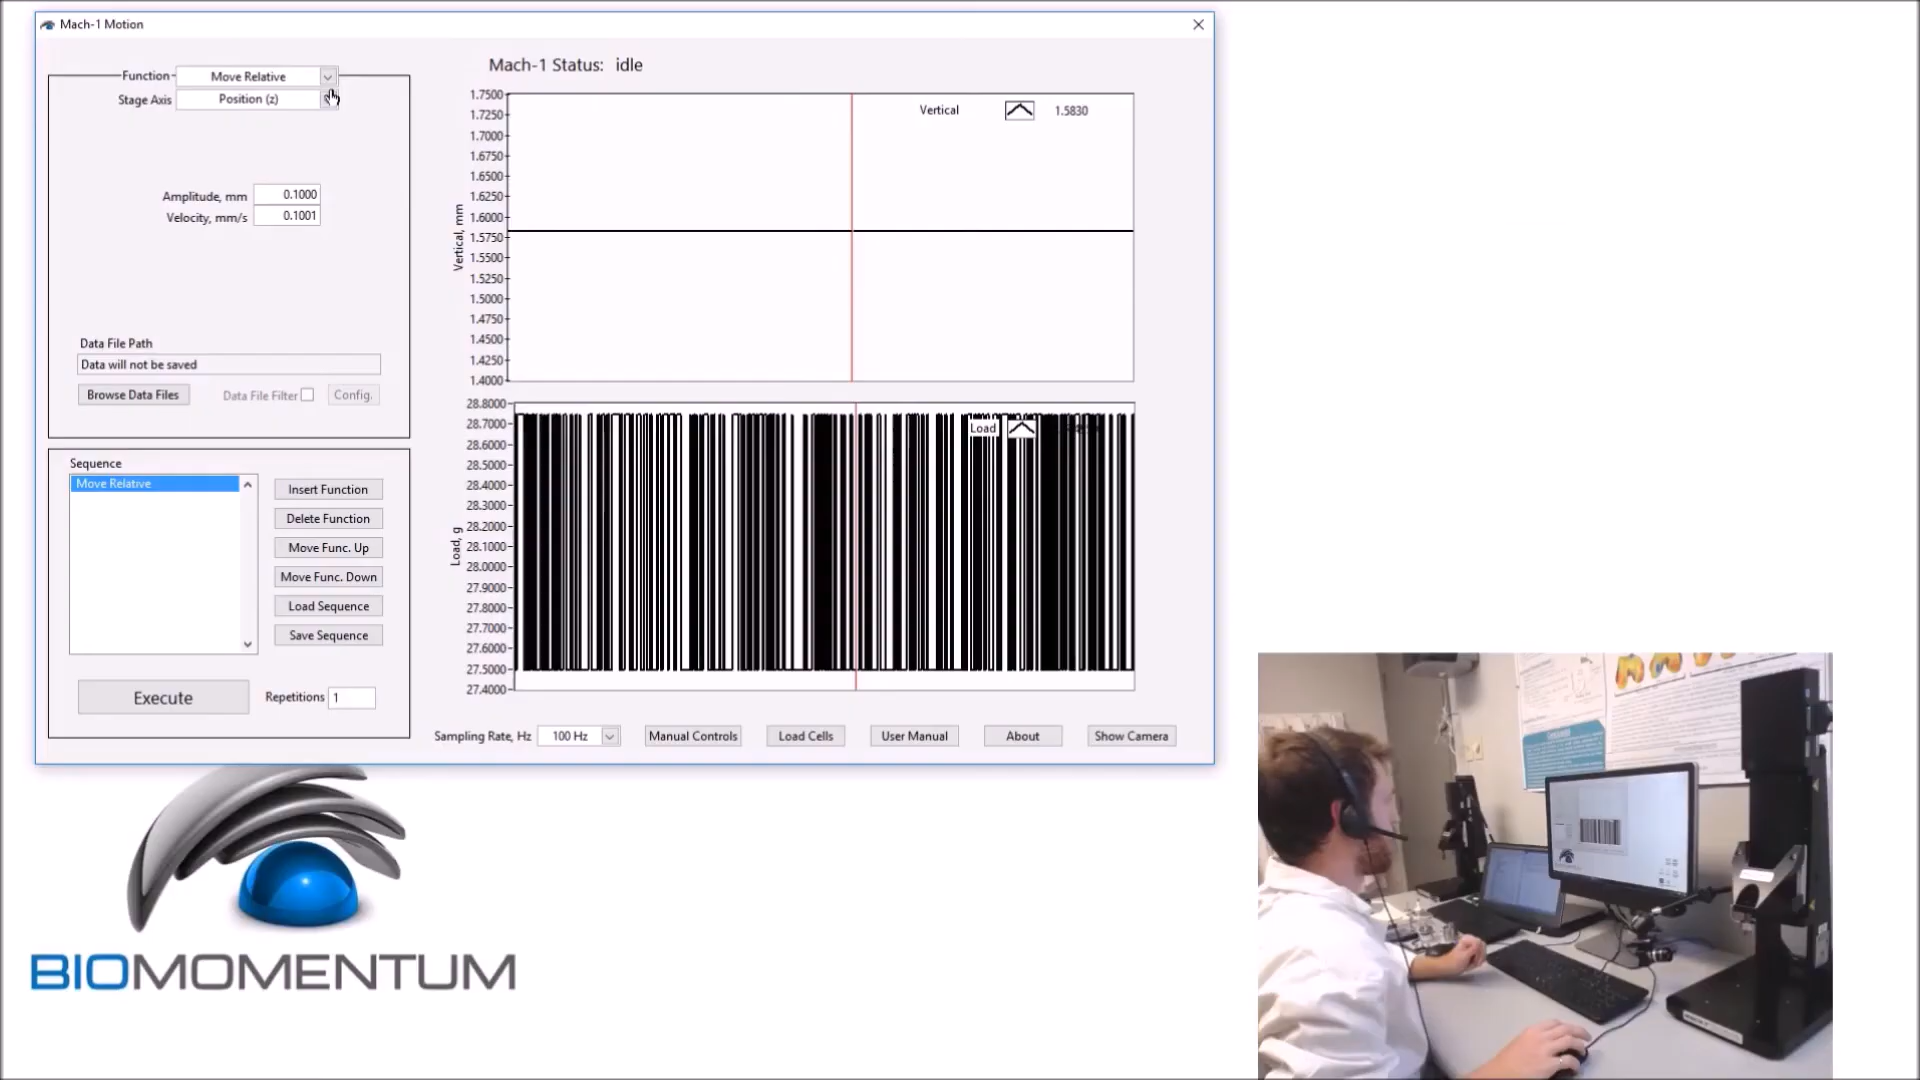 Mach-1 Motion
Function
Move Relative
Stage Axis
Position (z)
Amplitude, mm
0.1000
Velocity, mm/s
0.1001
Data File Path
Data will not be saved
Browse Data Files
Data File Filter
Config.
Sequence
Move Relative
Insert Function
Delete Function
Move Func. Up
Move Func. Down
Load Sequence
Save Sequence
Execute
Repetitions
1
Mach-1 Status: idle
Vertical
1.5830
Vertical, mm
1.7500
1.7250
1.7000
1.6750
1.6500
1.6250
1.6000
1.5750
1.5500
1.5250
1.5000
1.4750
1.4500
1.4250
1.4000
Load
Load, g
28.8000
28.7000
28.6000
28.5000
28.4000
28.3000
28.2000
28.1000
28.0000
27.9000
27.8000
27.7000
27.6000
27.5000
27.4000
Sampling Rate, Hz
100 Hz
Manual Controls
Load Cells
User Manual
About
Show Camera
BIOMOMENTUM